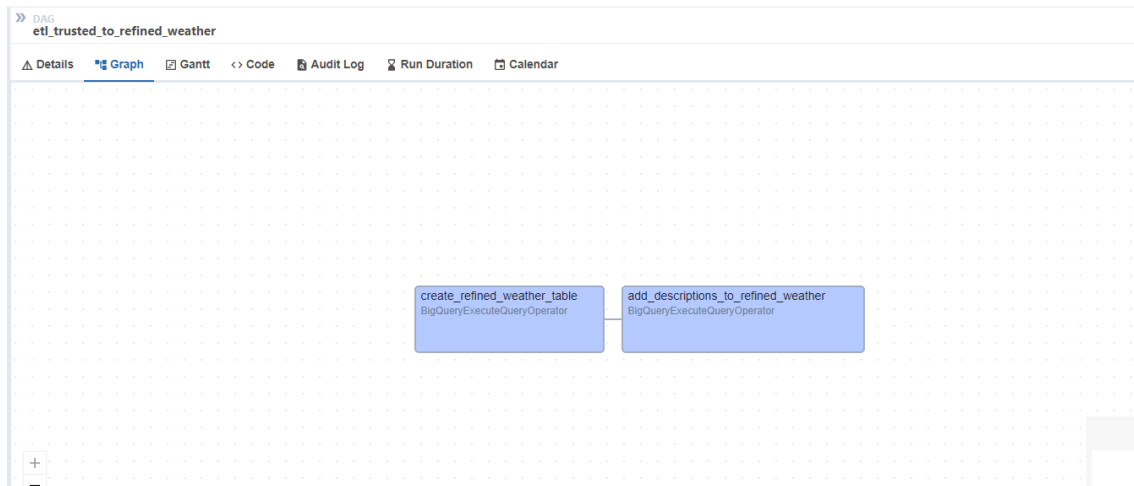 DAG
etl_trusted_to_refined_weather
Details Graph Gantt <> Code Audit Log Run Duration Calendar
create_refined_weather_table
BigQueryExecuteQueryOperator
add_descriptions_to_refined_weather
BigQueryExecuteQueryOperator